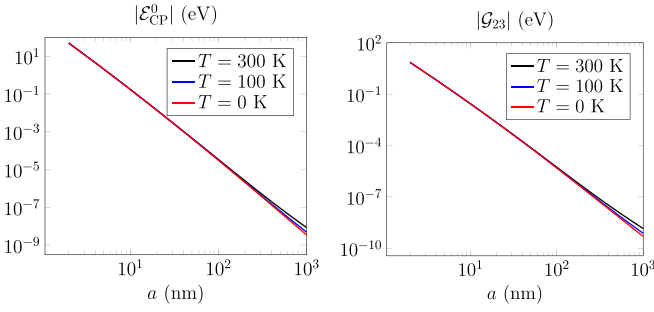 |ℰ⁰_CP| (eV)
10¹
10⁻¹
10⁻³
10⁻⁵
10⁻⁷
10⁻⁹
10¹ 10² 10³
a (nm)
T = 300 K
T = 100 K
T = 0 K
|𝒢₂₃| (eV)
10²
10⁻¹
10⁻⁴
10⁻⁷
10⁻¹⁰
10¹ 10² 10³
a (nm)
T = 300 K
T = 100 K
T = 0 K